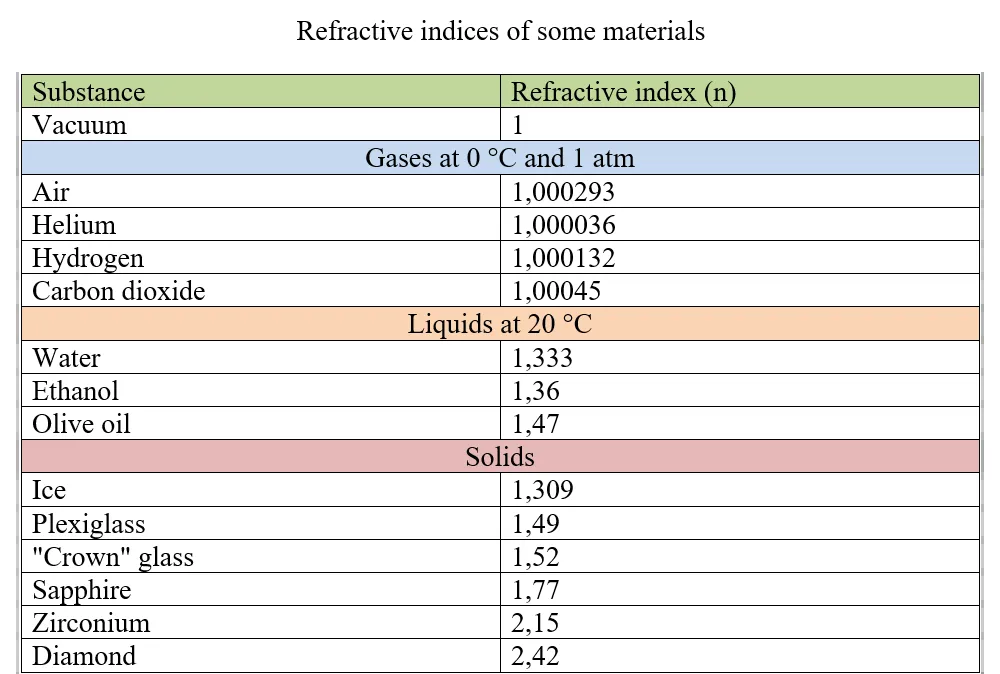 Refractive indices of some materials
Substance Refractive index (n)
Vacuum 1
Gases at 0 °C and 1 atm
Air 1,000293
Helium 1,000036
Hydrogen 1,000132
Carbon dioxide 1,00045
Liquids at 20 °C
Water 1,333
Ethanol 1,36
Olive oil 1,47
Solids
Ice 1,309
Plexiglass 1,49
"Crown" glass 1,52
Sapphire 1,77
Zirconium 2,15
Diamond 2,42